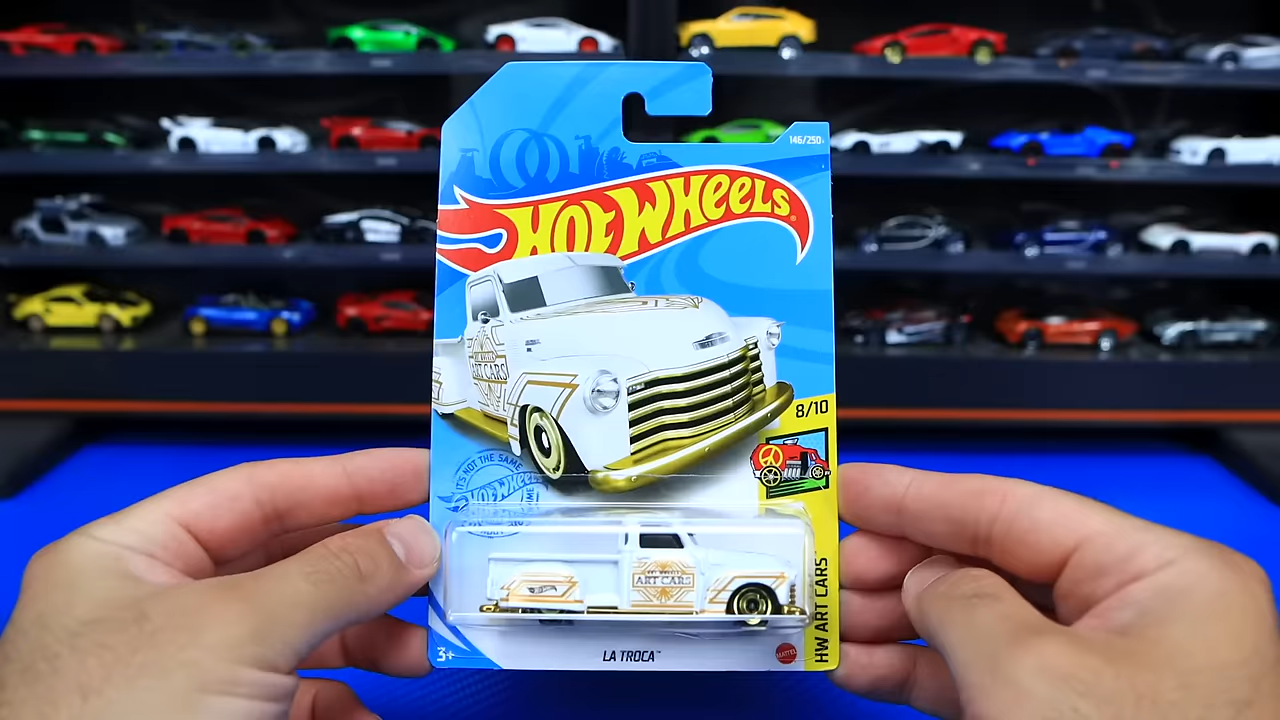 146/250
HOT WHEELS
ART CARS
8/10
IT'S NOT THE SAME
HOT WHEELS
ART CARS
HW ART CARS
3+
LA TROCA™
MATTEL